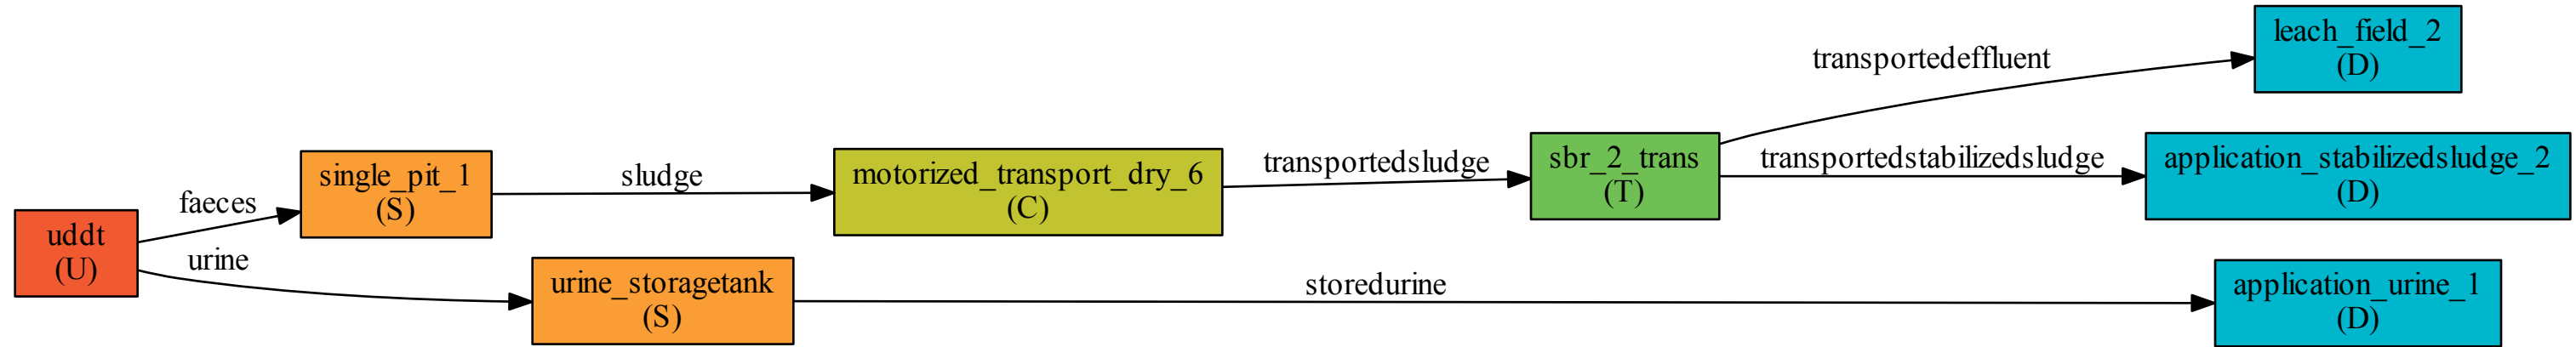 uddt
(U)
faeces
urine
single_pit_1
(S)
sludge
urine_storagetank
(S)
storedurine
motorized_transport_dry_6
(C)
transportedsludge
sbr_2_trans
(T)
transportedeffluent
transportedstabilizedsludge
leach_field_2
(D)
application_stabilizedsludge_2
(D)
application_urine_1
(D)